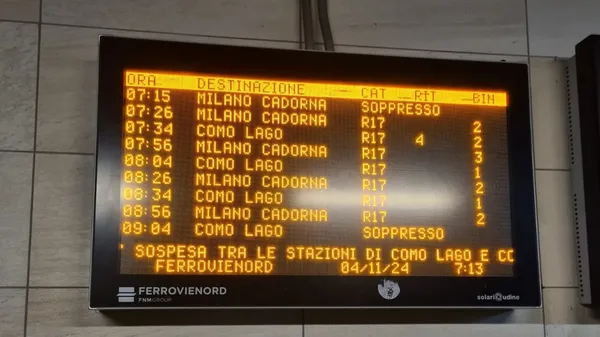 ORA DESTINAZIONE CAT RIT BIN
07:15 MILANO CADORNA SOPPRESSO
07:26 MILANO CADORNA R17 2
07:34 COMO LAGO R17 4 2
07:56 MILANO CADORNA R17 3
08:04 COMO LAGO R17 1
08:26 MILANO CADORNA R17 2
08:34 COMO LAGO R17 1
08:56 MILANO CADORNA R17 2
09:04 COMO LAGO SOPPRESSO
' SOSPESA TRA LE STAZIONI DI COMO LAGO E CO
FERROVIENORD 04/11/24 7:13
FERROVIENORD
FNMGROUP
solari udine